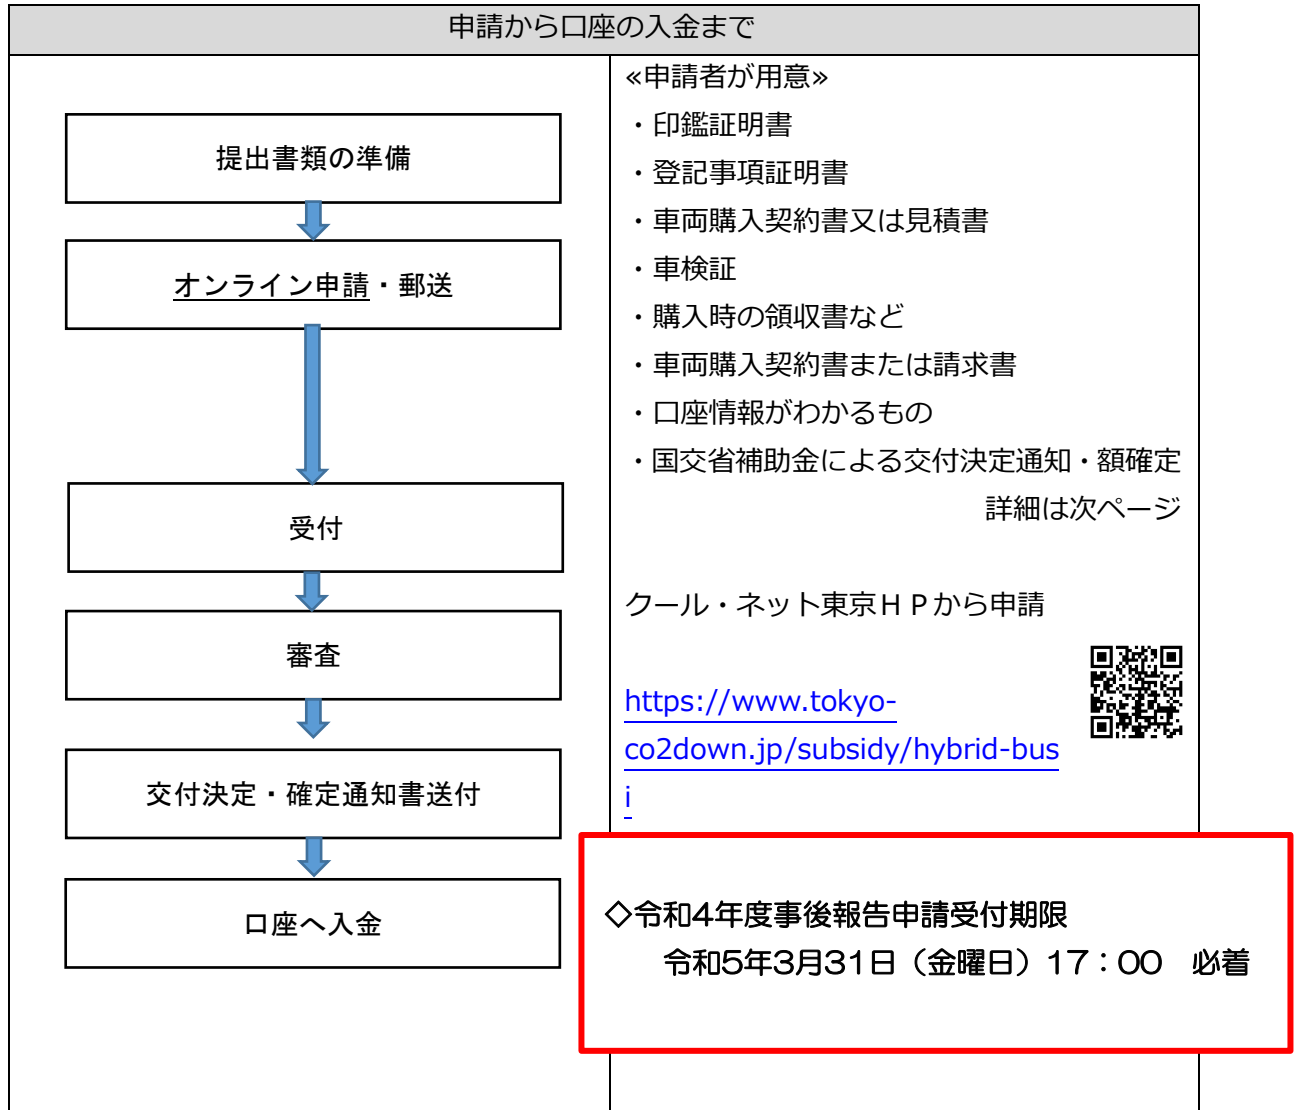 申請から口座の入金まで
提出書類の準備
オンライン申請・郵送
受付
審査
交付決定・確定通知書送付
口座へ入金
≪申請者が用意≫
・印鑑証明書
・登記事項証明書
・車両購入契約書又は見積書
・車検証
・購入時の領収書など
・車両購入契約書または請求書
・口座情報がわかるもの
・国交省補助金による交付決定通知・額確定
詳細は次ページ
クール・ネット東京ＨＰから申請
https://www.tokyo-
co2down.jp/subsidy/hybrid-bus
i
◇令和4年度事後報告申請受付期限
令和5年3月31日（金曜日）17：00　必着